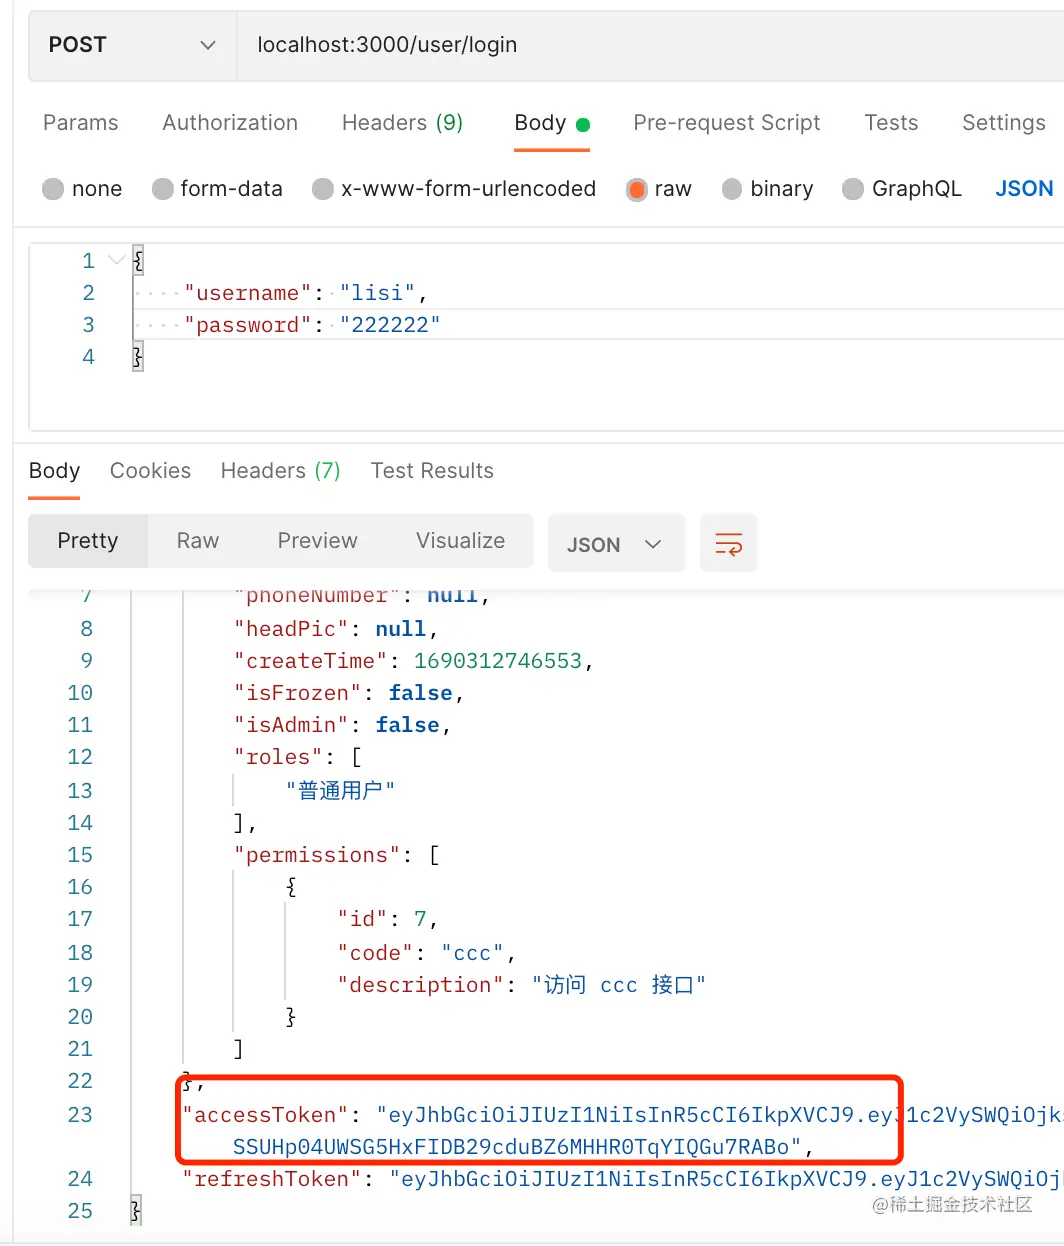 POST localhost:3000/user/login
Params Authorization Headers (9) Body Pre-request Script Tests Settings
none form-data x-www-form-urlencoded raw binary GraphQL JSON
1 {
2 "username": "lisi",
3 "password": "222222"
4 }
Body Cookies Headers (7) Test Results
Pretty Raw Preview Visualize JSON
7 "phoneNumber": null,
8 "headPic": null,
9 "createTime": 1690312746553,
10 "isFrozen": false,
11 "isAdmin": false,
12 "roles": [
13 "普通用户"
14 ],
15 "permissions": [
16 {
17 "id": 7,
18 "code": "ccc",
19 "description": "访问 ccc 接口"
20 }
21 ]
22 },
23 "accessToken": "eyJhbGciOiJIUzI1NiIsInR5cCI6IkpXVCJ9.eyJ1c2VySWQiOjk
SSUHp04UWSG5HxFIDB29cduBZ6MHHR0TqYIQGu7RABo",
24 "refreshToken": "eyJhbGciOiJIUzI1NiIsInR5cCI6IkpXVCJ9.eyJ1c2VySWQiOj
25 }
@稀土掘金技术社区